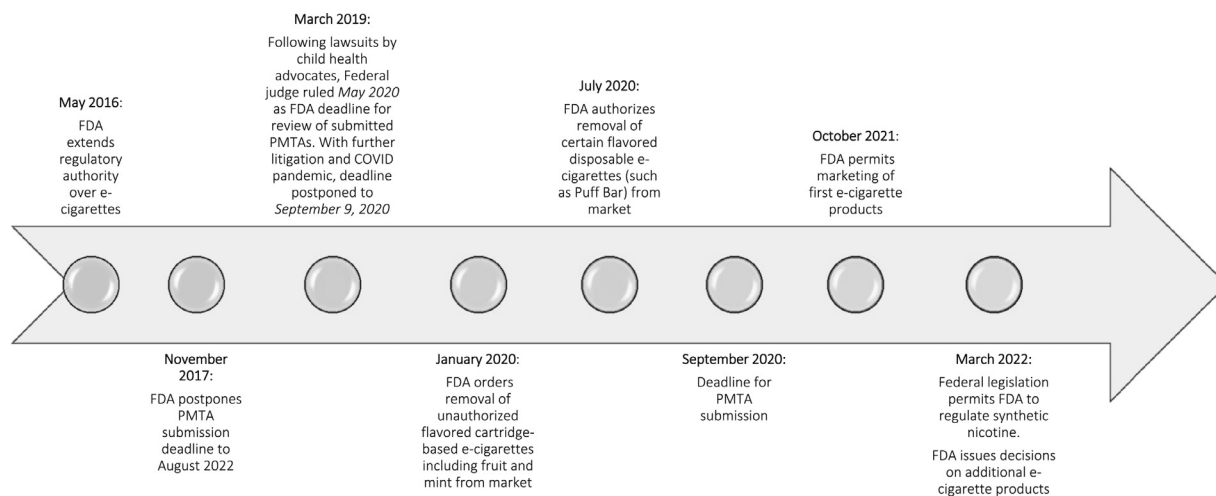 May 2016:
FDA
extends
regulatory
authority
over e-
cigarettes
November
2017:
FDA postpones
PMTA
submission
deadline to
August 2022
March 2019:
Following lawsuits by
child health
advocates, Federal
judge ruled May 2020
as FDA deadline for
review of submitted
PMTAs. With further
litigation and COVID
pandemic, deadline
postponed to
September 9, 2020
January 2020:
FDA orders
removal of
unauthorized
flavored cartridge-
based e-cigarettes
including fruit and
mint from market
July 2020:
FDA authorizes
removal of
certain flavored
disposable e-
cigarettes (such
as Puff Bar) from
market
September 2020:
Deadline for
PMTA
submission
October 2021:
FDA permits
marketing of
first e-cigarette
products
March 2022:
Federal legislation
permits FDA to
regulate synthetic
nicotine.
FDA issues decisions
on additional e-
cigarette products